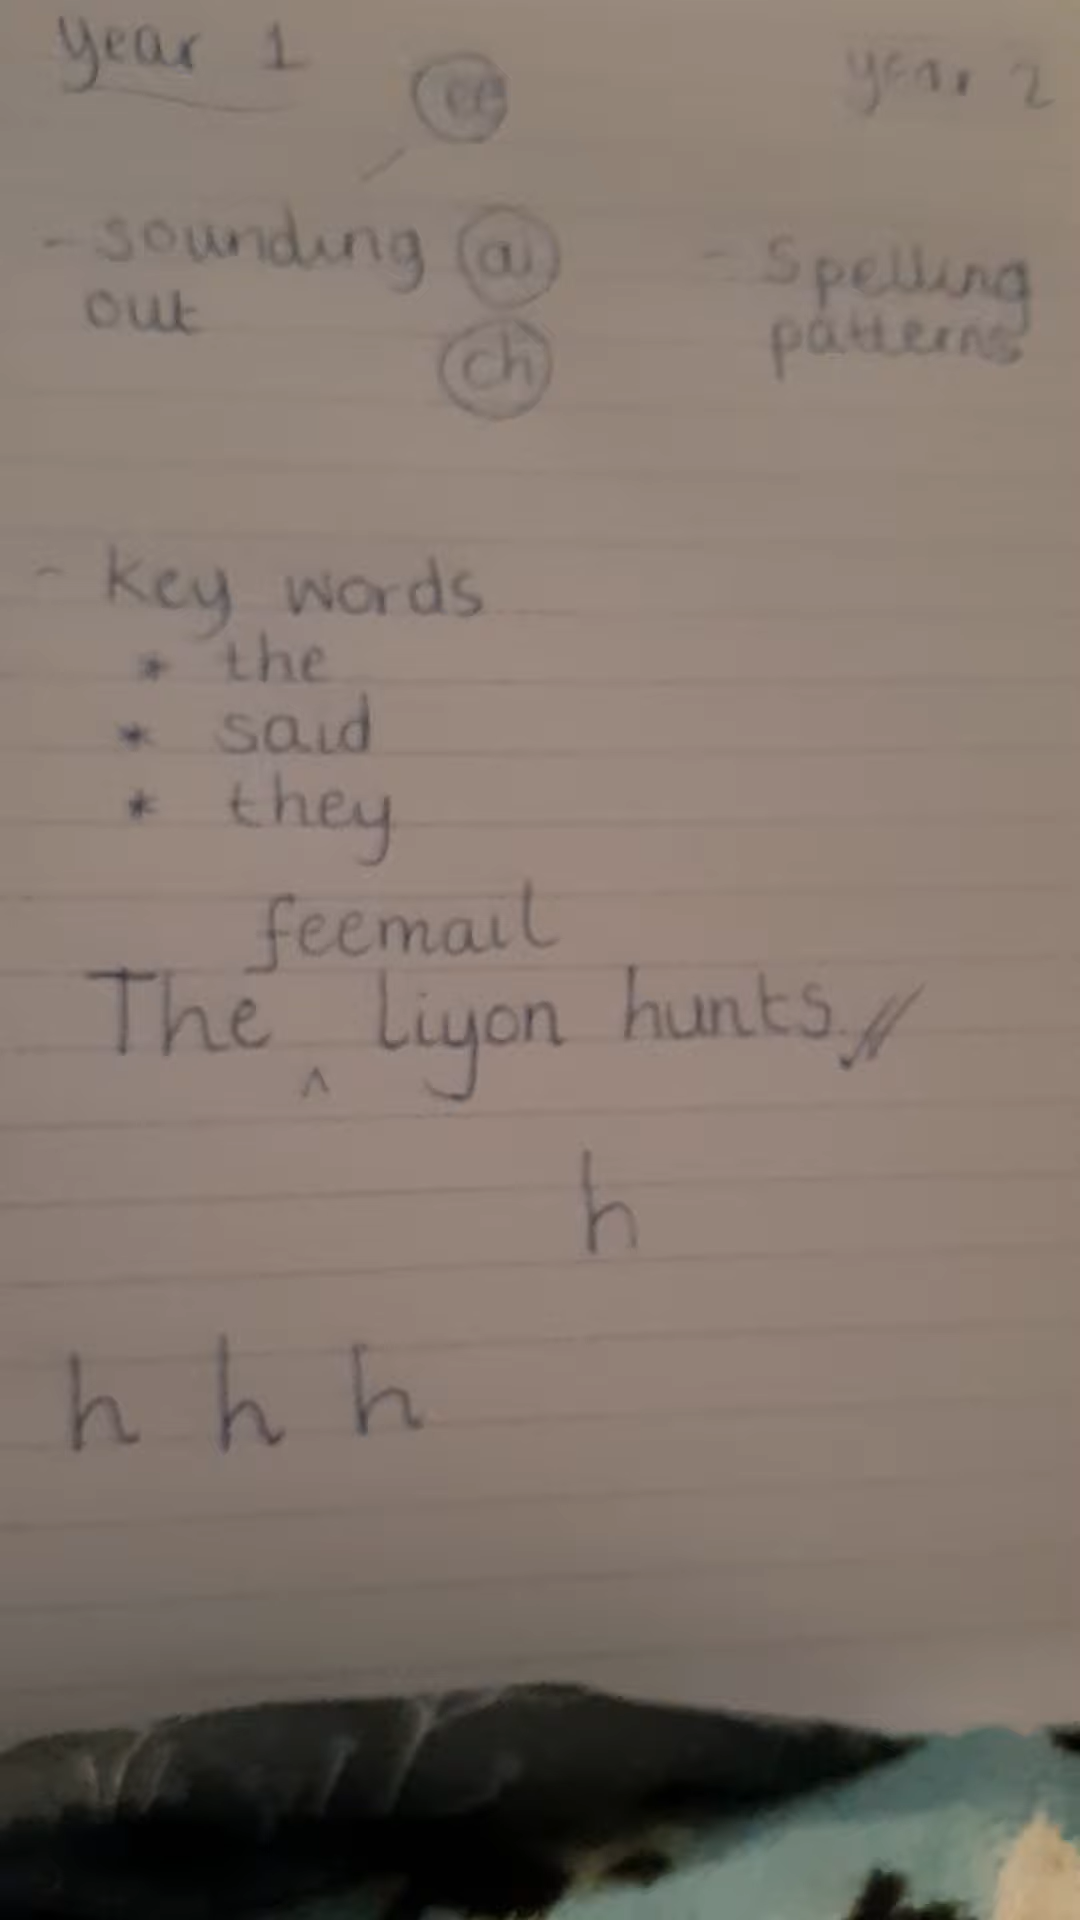 Year 1
year 2
ee
- sounding
out
ai
ch
- Spelling
patterns
- key words
* the
* said
* they
feemail
The ^ Liyon hunts.//
h
h h h